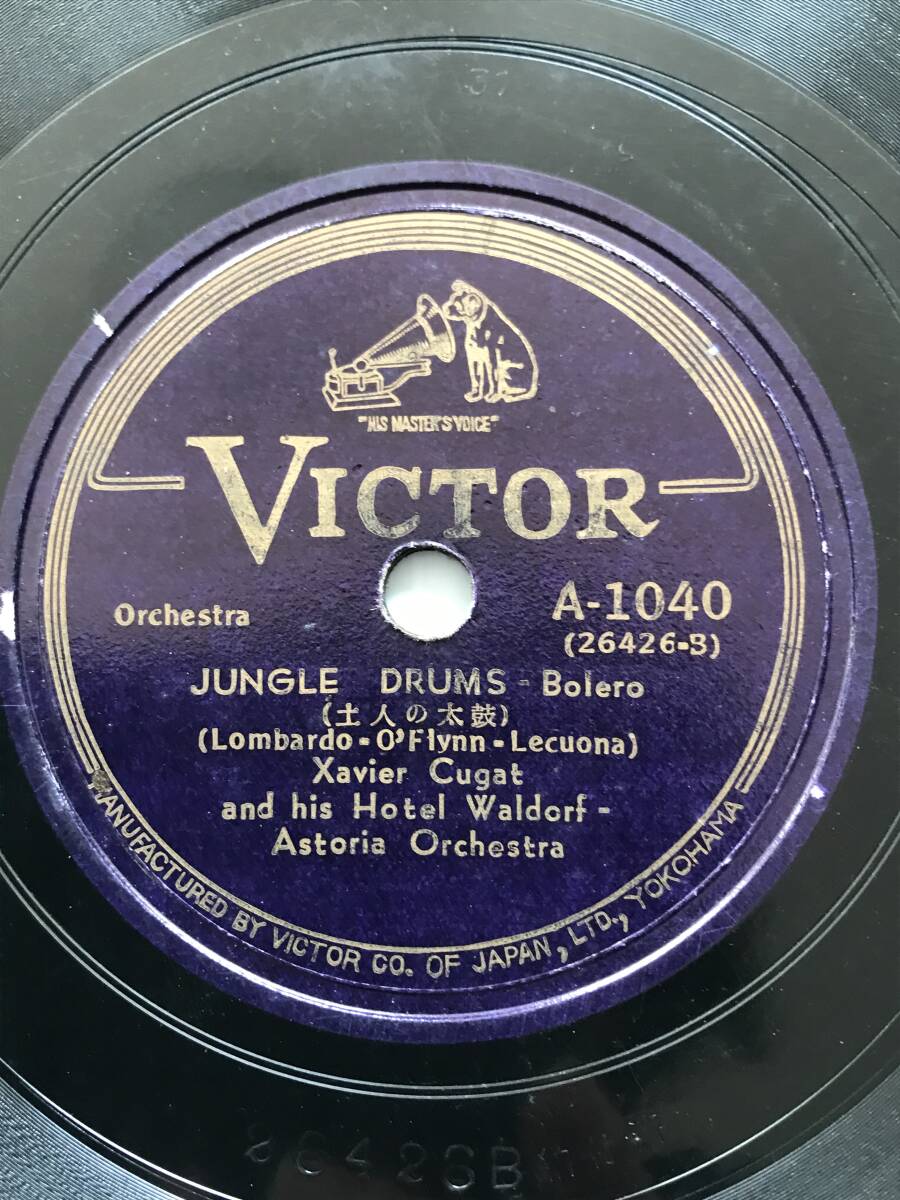 "HIS MASTER'S VOICE"
VICTOR
Orchestra
A-1040
(26426-B)
JUNGLE DRUMS - Bolero
(土人の太鼓)
(Lombardo-O'Flynn-Lecuona)
Xavier Cugat
and his Hotel Waldorf-
Astoria Orchestra
MANUFACTURED BY VICTOR CO. OF JAPAN, LTD., YOKOHAMA
26426B